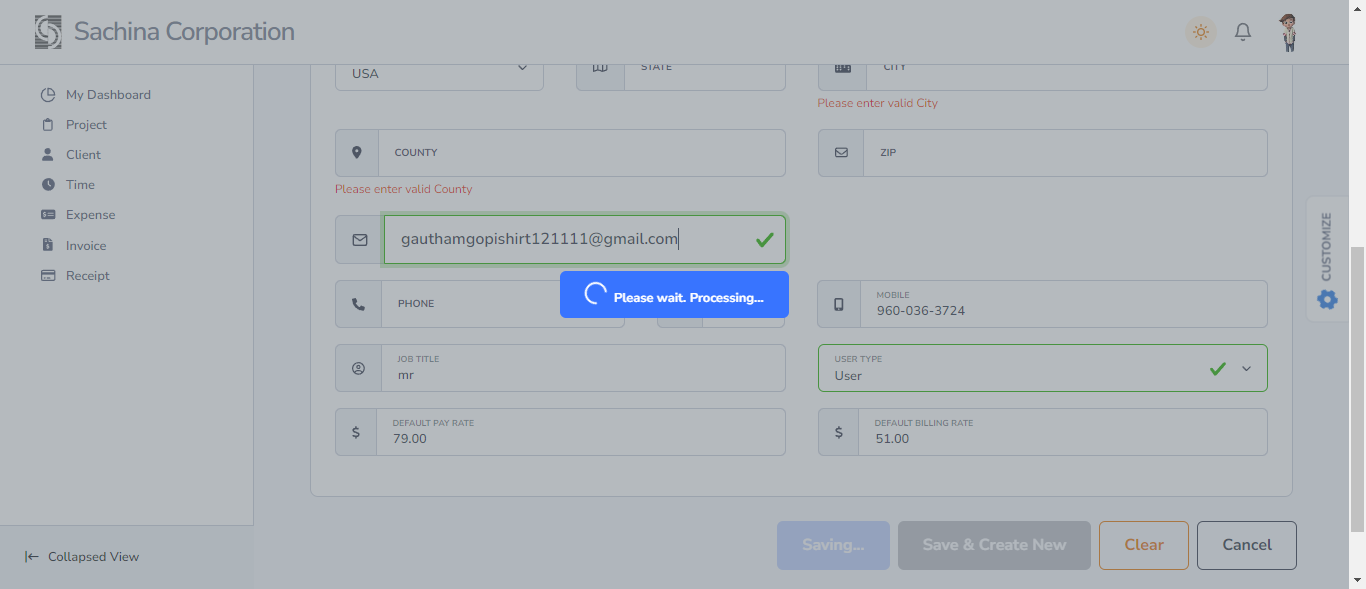 Sachina Corporation
My Dashboard
Project
Client
Time
Expense
Invoice
Receipt
Collapsed View
USA
STATE
CITY
Please enter valid City
COUNTY
ZIP
Please enter valid County
gauthamgopishirt121111@gmail.com
Please wait. Processing...
PHONE
MOBILE
960-036-3724
JOB TITLE
mr
USER TYPE
User
DEFAULT PAY RATE
$ 79.00
DEFAULT BILLING RATE
$ 51.00
Saving...
Save & Create New
Clear
Cancel
CUSTOMIZE